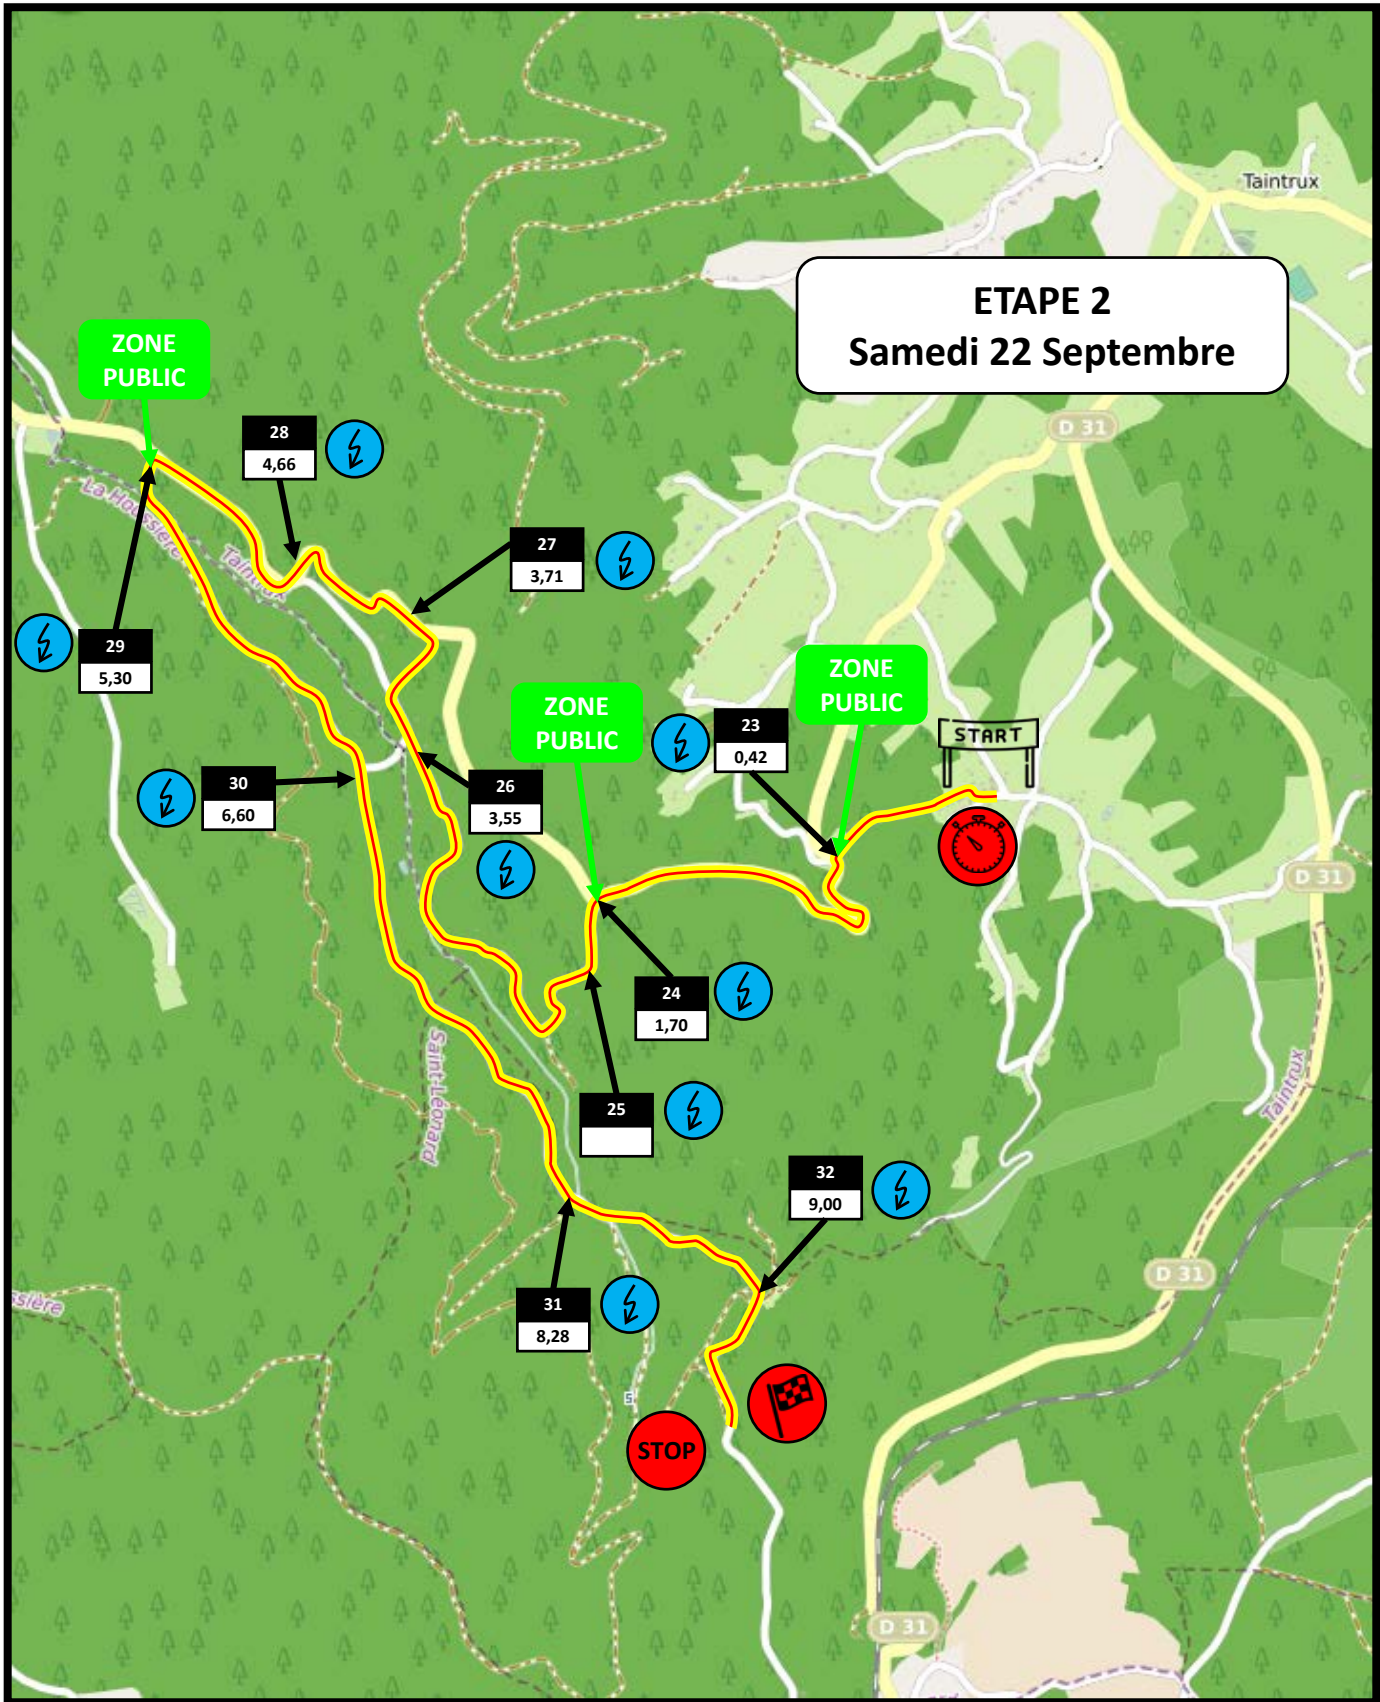 Taintrux
ETAPE 2
Samedi 22 Septembre
ZONE
PUBLIC
D 31
28
4,66
La Houssière
27
3,71
29
5,30
ZONE
PUBLIC
ZONE
PUBLIC
23
0,42
START
30
6,60
26
3,55
D 31
24
1,70
Saint-Léonard
Taintrux
25
32
9,00
D 31
ssière
31
8,28
STOP
D 31